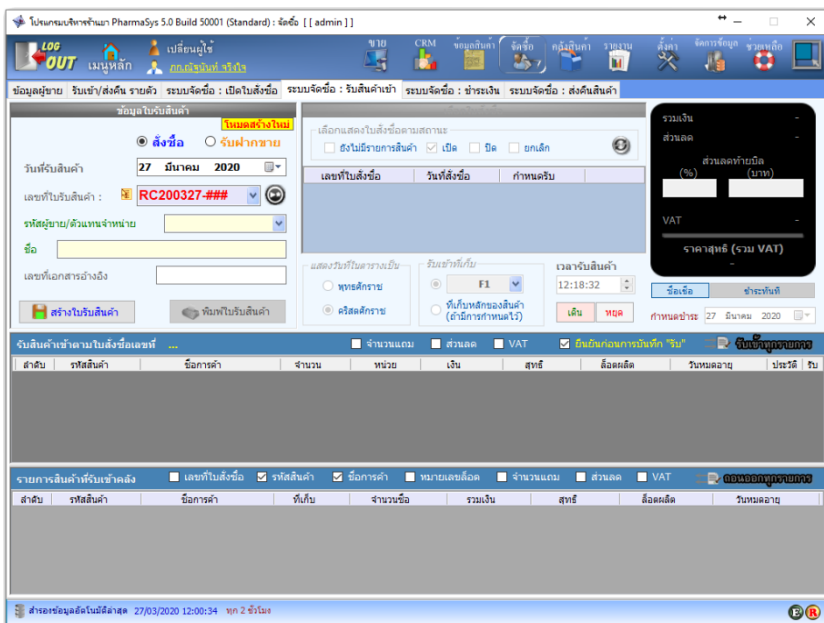 โปรแกรมบริหารร้านยา PharmaSys 5.0 Build 50001 (Standard) : จัดซื้อ [[ admin ]]
LOG OUT เมนูหลัก เปลี่ยนผู้ใช้
ขาย CRM ขอมูลสินค้า จัดซื้อ คลังสินค้า รายงาน ตั้งค่า จัดการข้อมูล ช่วยเหลือ
ข้อมูลผู้ขาย รับเข้า/ส่งคืน รายตัว ระบบจัดซื้อ : เปิดใบสั่งซื้อ ระบบจัดซื้อ : รับสินค้าเข้า ระบบจัดซื้อ : ชำระเงิน ระบบจัดซื้อ : ส่งคืนสินค้า
ข้อมูลใบรับสินค้า
โหมดสร้างใหม่
สั่งซื้อ รับฝากขาย
วันที่รับสินค้า 27 มีนาคม 2020
เลขที่ใบรับสินค้า : RC200327-###
รหัสผู้ขาย/ตัวแทนจำหน่าย
ชื่อ
เลขที่เอกสารอ้างอิง
สร้างใบรับสินค้า พิมพ์ใบรับสินค้า
เลือกแสดงใบสั่งซื้อตามสถานะ
ยังไม่มีรายการสินค้า เปิด ปิด ยกเลิก
เลขที่ใบสั่งซื้อ วันที่สั่งซื้อ กำหนดรับ
แสดงวันที่ในตารางเป็น
พุทธศักราช
คริสตศักราช
รับเข้าที่เก็บ
F1
ที่เก็บหลักของสินค้า
(ถ้ามีการกำหนดไว้)
เวลารับสินค้า
12:18:32
เดิน หยุด
รวมเงิน -
ส่วนลด -
ส่วนลดท้ายบิล
(%) (บาท)
VAT -
ราคาสุทธิ (รวม VAT)
-
ซื้อเชื่อ ชำระทันที
กำหนดชำระ 27 มีนาคม 2020
รับสินค้าเข้าตามใบสั่งซื้อเลขที่ ... จำนวนแถม ส่วนลด VAT ยืนยันก่อนการบันทึก "รับ" รับเข้าทุกรายการ
ลำดับ รหัสสินค้า ชื่อการค้า จำนวน หน่วย เงิน สุทธิ ล็อตผลิต วันหมดอายุ ประวัติ รับ
รายการสินค้าที่รับเข้าคลัง เลขที่ใบสั่งซื้อ รหัสสินค้า ชื่อการค้า หมายเลขล็อต จำนวนแถม ส่วนลด VAT ถอนออกทุกรายการ
ลำดับ รหัสสินค้า ชื่อการค้า ที่เก็บ จำนวนซื้อ รวมเงิน สุทธิ ล็อตผลิต วันหมดอายุ
สำรองข้อมูลอัตโนมัติล่าสุด 27/03/2020 12:00:34 ทุก 2 ชั่วโมง
R